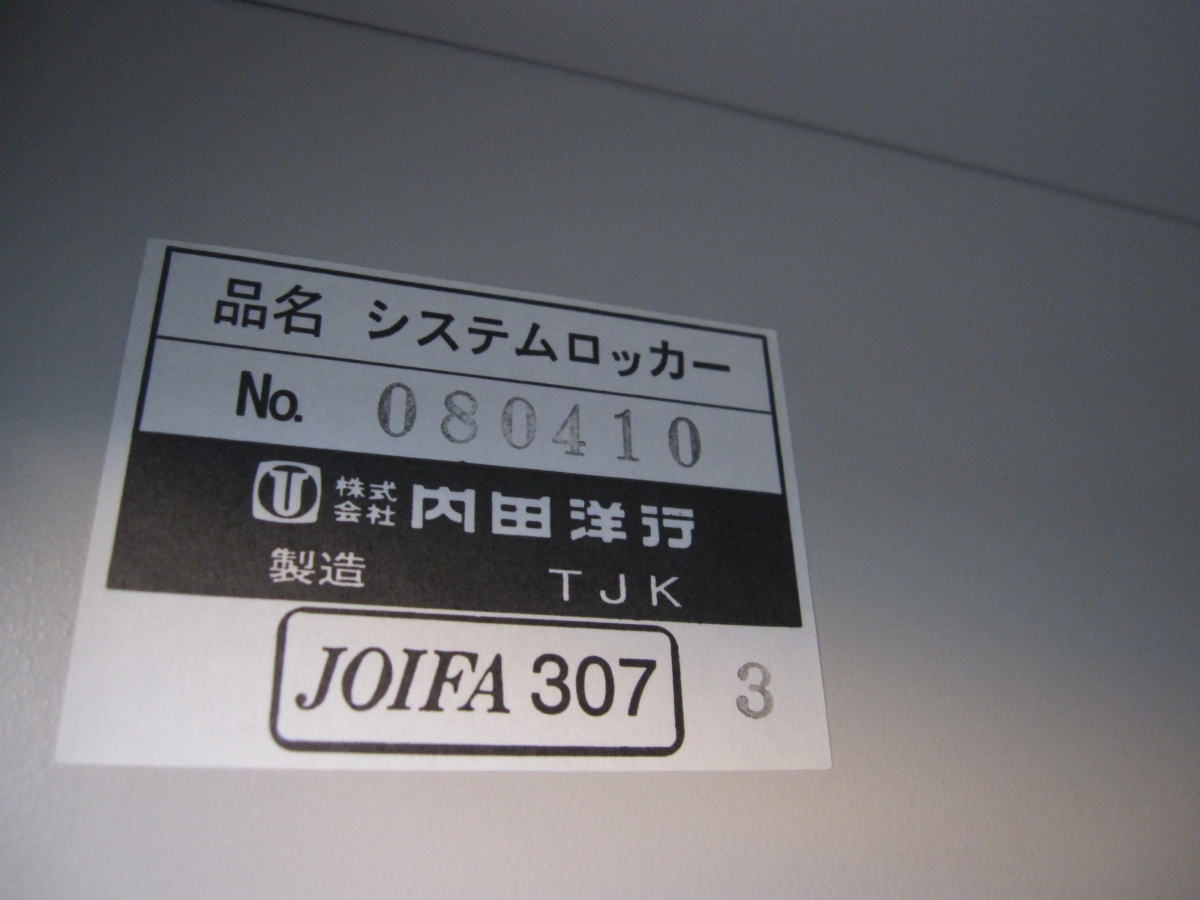 品名 システムロッカー
No. 080410
株式会社 内田洋行
製造 TJK
JOIFA 307 3